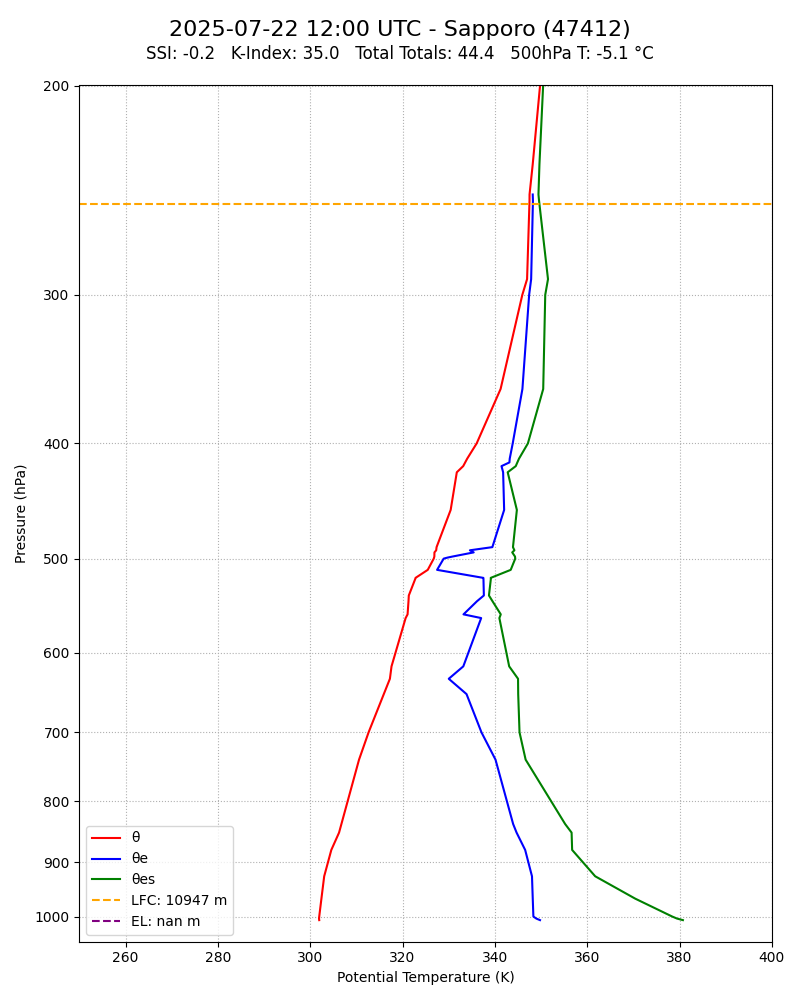 2025-07-22 12:00 UTC - Sapporo (47412)
SSI: -0.2 K-Index: 35.0 Total Totals: 44.4 500hPa T: -5.1 °C
200
300
400
500
600
700
800
900
1000
Pressure (hPa)
θ
θe
θes
LFC: 10947 m
EL: nan m
260 280 300 320 340 360 380 400
Potential Temperature (K)